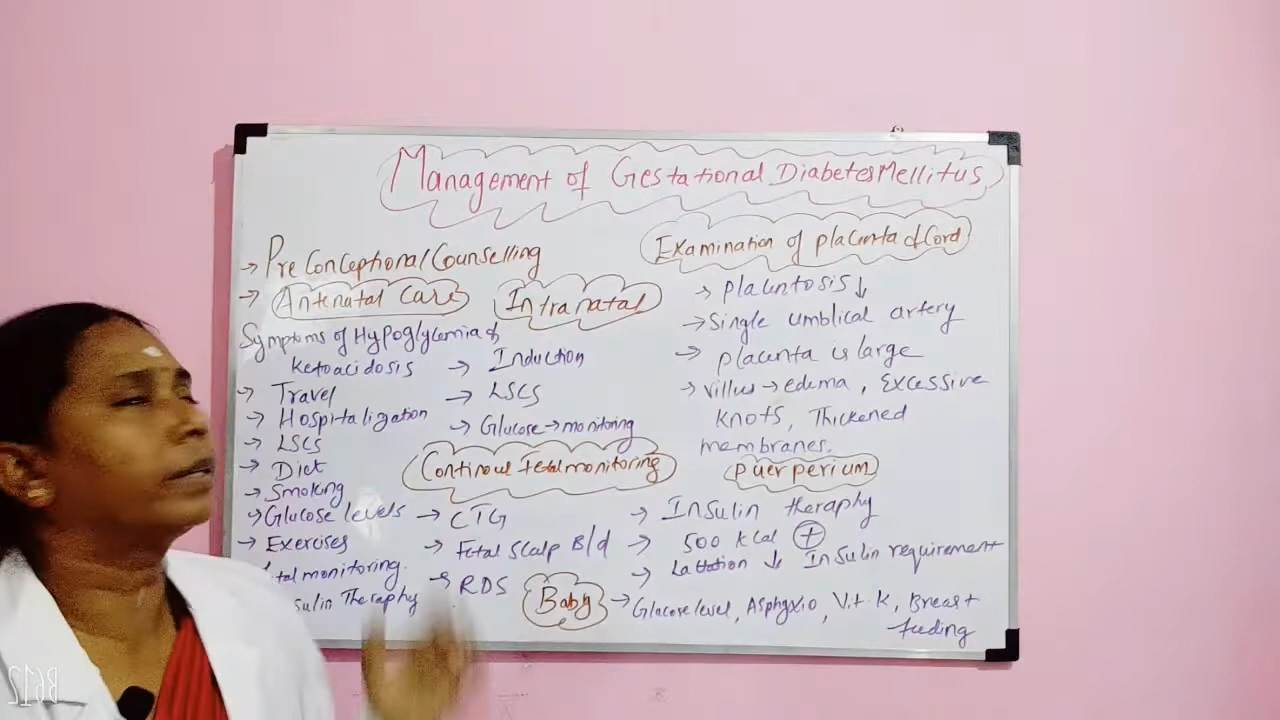 Management of Gestational Diabetes Mellitus
→ Pre Conceptional Counselling
→ Antenatal Care
Symptoms of Hypoglycemia &
ketoacidosis
→ Travel
→ Hospitalization
→ LSCS
→ Diet
→ Smoking
→ Glucose levels
→ Exercises
tal monitoring.
sulin Theraphy
Intranatal
→ Induction
→ LSCS
→ Glucose → monitoring
Continous Fetal monitoring
→ CTG
→ Fetal Scalp B/d
→ RDS
Examination of placenta & Cord
→ placentosis ↓
→ Single umblical artery
→ placenta is large
→ villus → edema, Excessive
knots, Thickened
membranes.
Puerperium
→ Insulin theraphy
→ 500 kcal +
→ Lactation ↓ Insulin requirement
Baby → Glucose level, Asphyxia, Vit K, Breast
feeding
B612